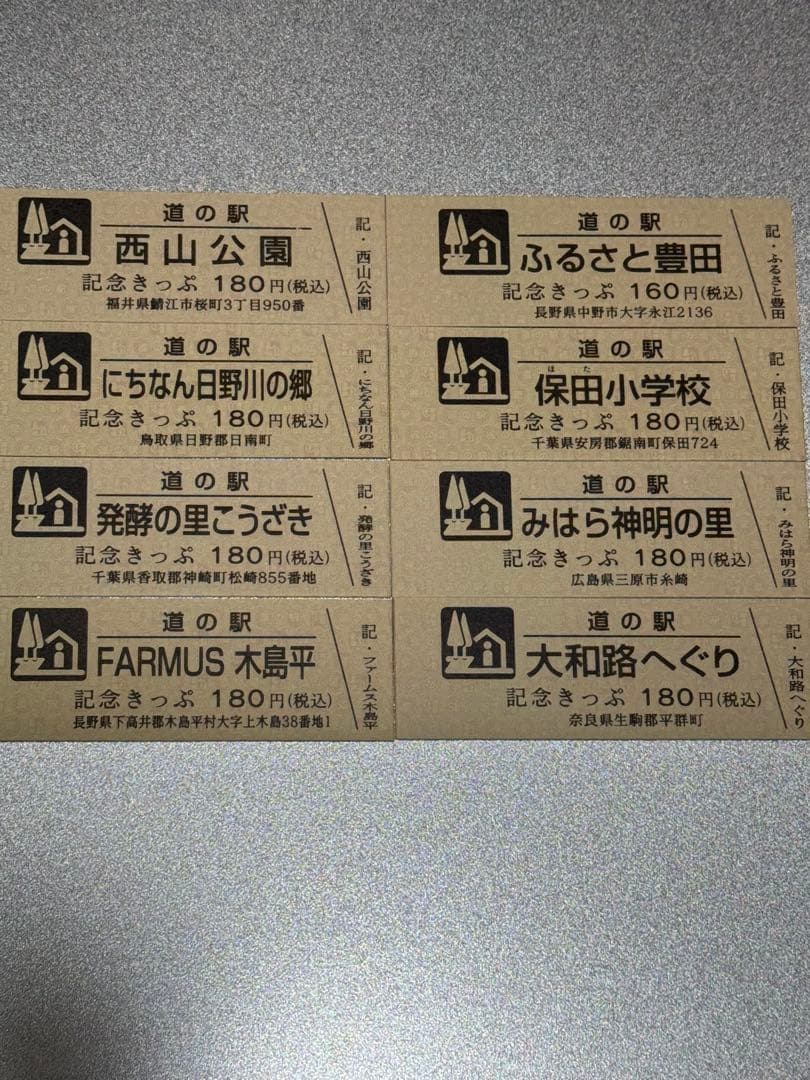 道の駅
西山公園
記念きっぷ 180円(税込)
福井県鯖江市桜町3丁目950番
記・西山公園
道の駅
ふるさと豊田
記念きっぷ 160円(税込)
長野県中野市大字永江2136
記・ふるさと豊田
道の駅
にちなん日野川の郷
記念きっぷ 180円(税込)
鳥取県日野郡日南町
記・にちなん日野川の郷
道の駅
ほた
保田小学校
記念きっぷ 180円(税込)
千葉県安房郡鋸南町保田724
記・保田小学校
道の駅
発酵の里こうざき
記念きっぷ 180円(税込)
千葉県香取郡神崎町松崎855番地
記・発酵の里こうざき
道の駅
みはら神明の里
記念きっぷ 180円(税込)
広島県三原市糸崎
記・みはら神明の里
道の駅
FARMUS 木島平
記念きっぷ 180円(税込)
長野県下高井郡木島平村大字上木島38番地1
記・ファームス木島平
道の駅
大和路へぐり
記念きっぷ 180円(税込)
奈良県生駒郡平群町
記・大和路へぐり